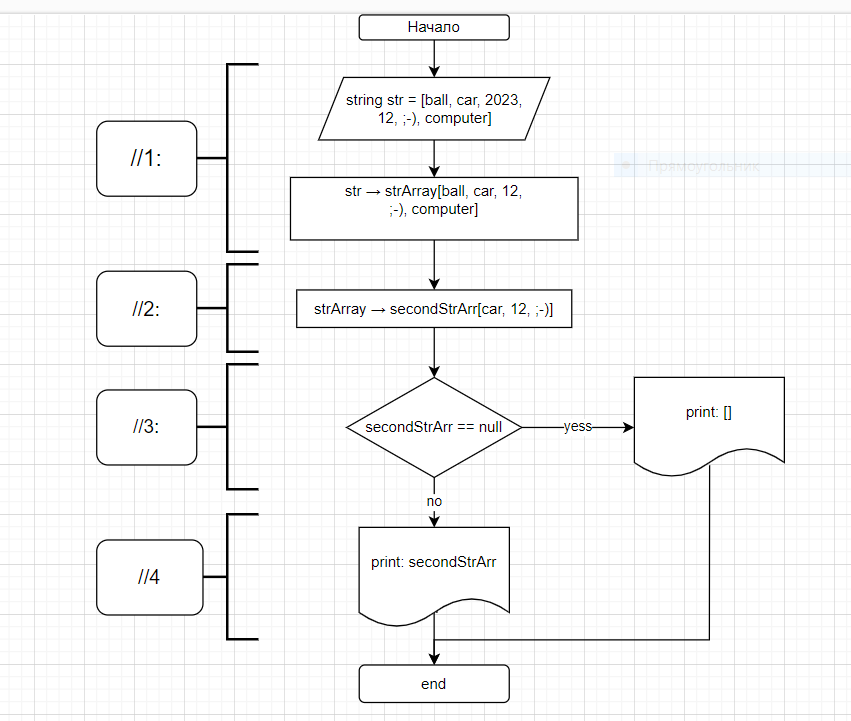 Начало
string str = [ball, car, 2023,
12, ;-), computer]
//1:
Прямоугольник
str → strArray[ball, car, 12,
;-), computer]
//2:
strArray → secondStrArr[car, 12, ;-)]
//3:
secondStrArr == null
yess
print: []
no
//4
print: secondStrArr
end